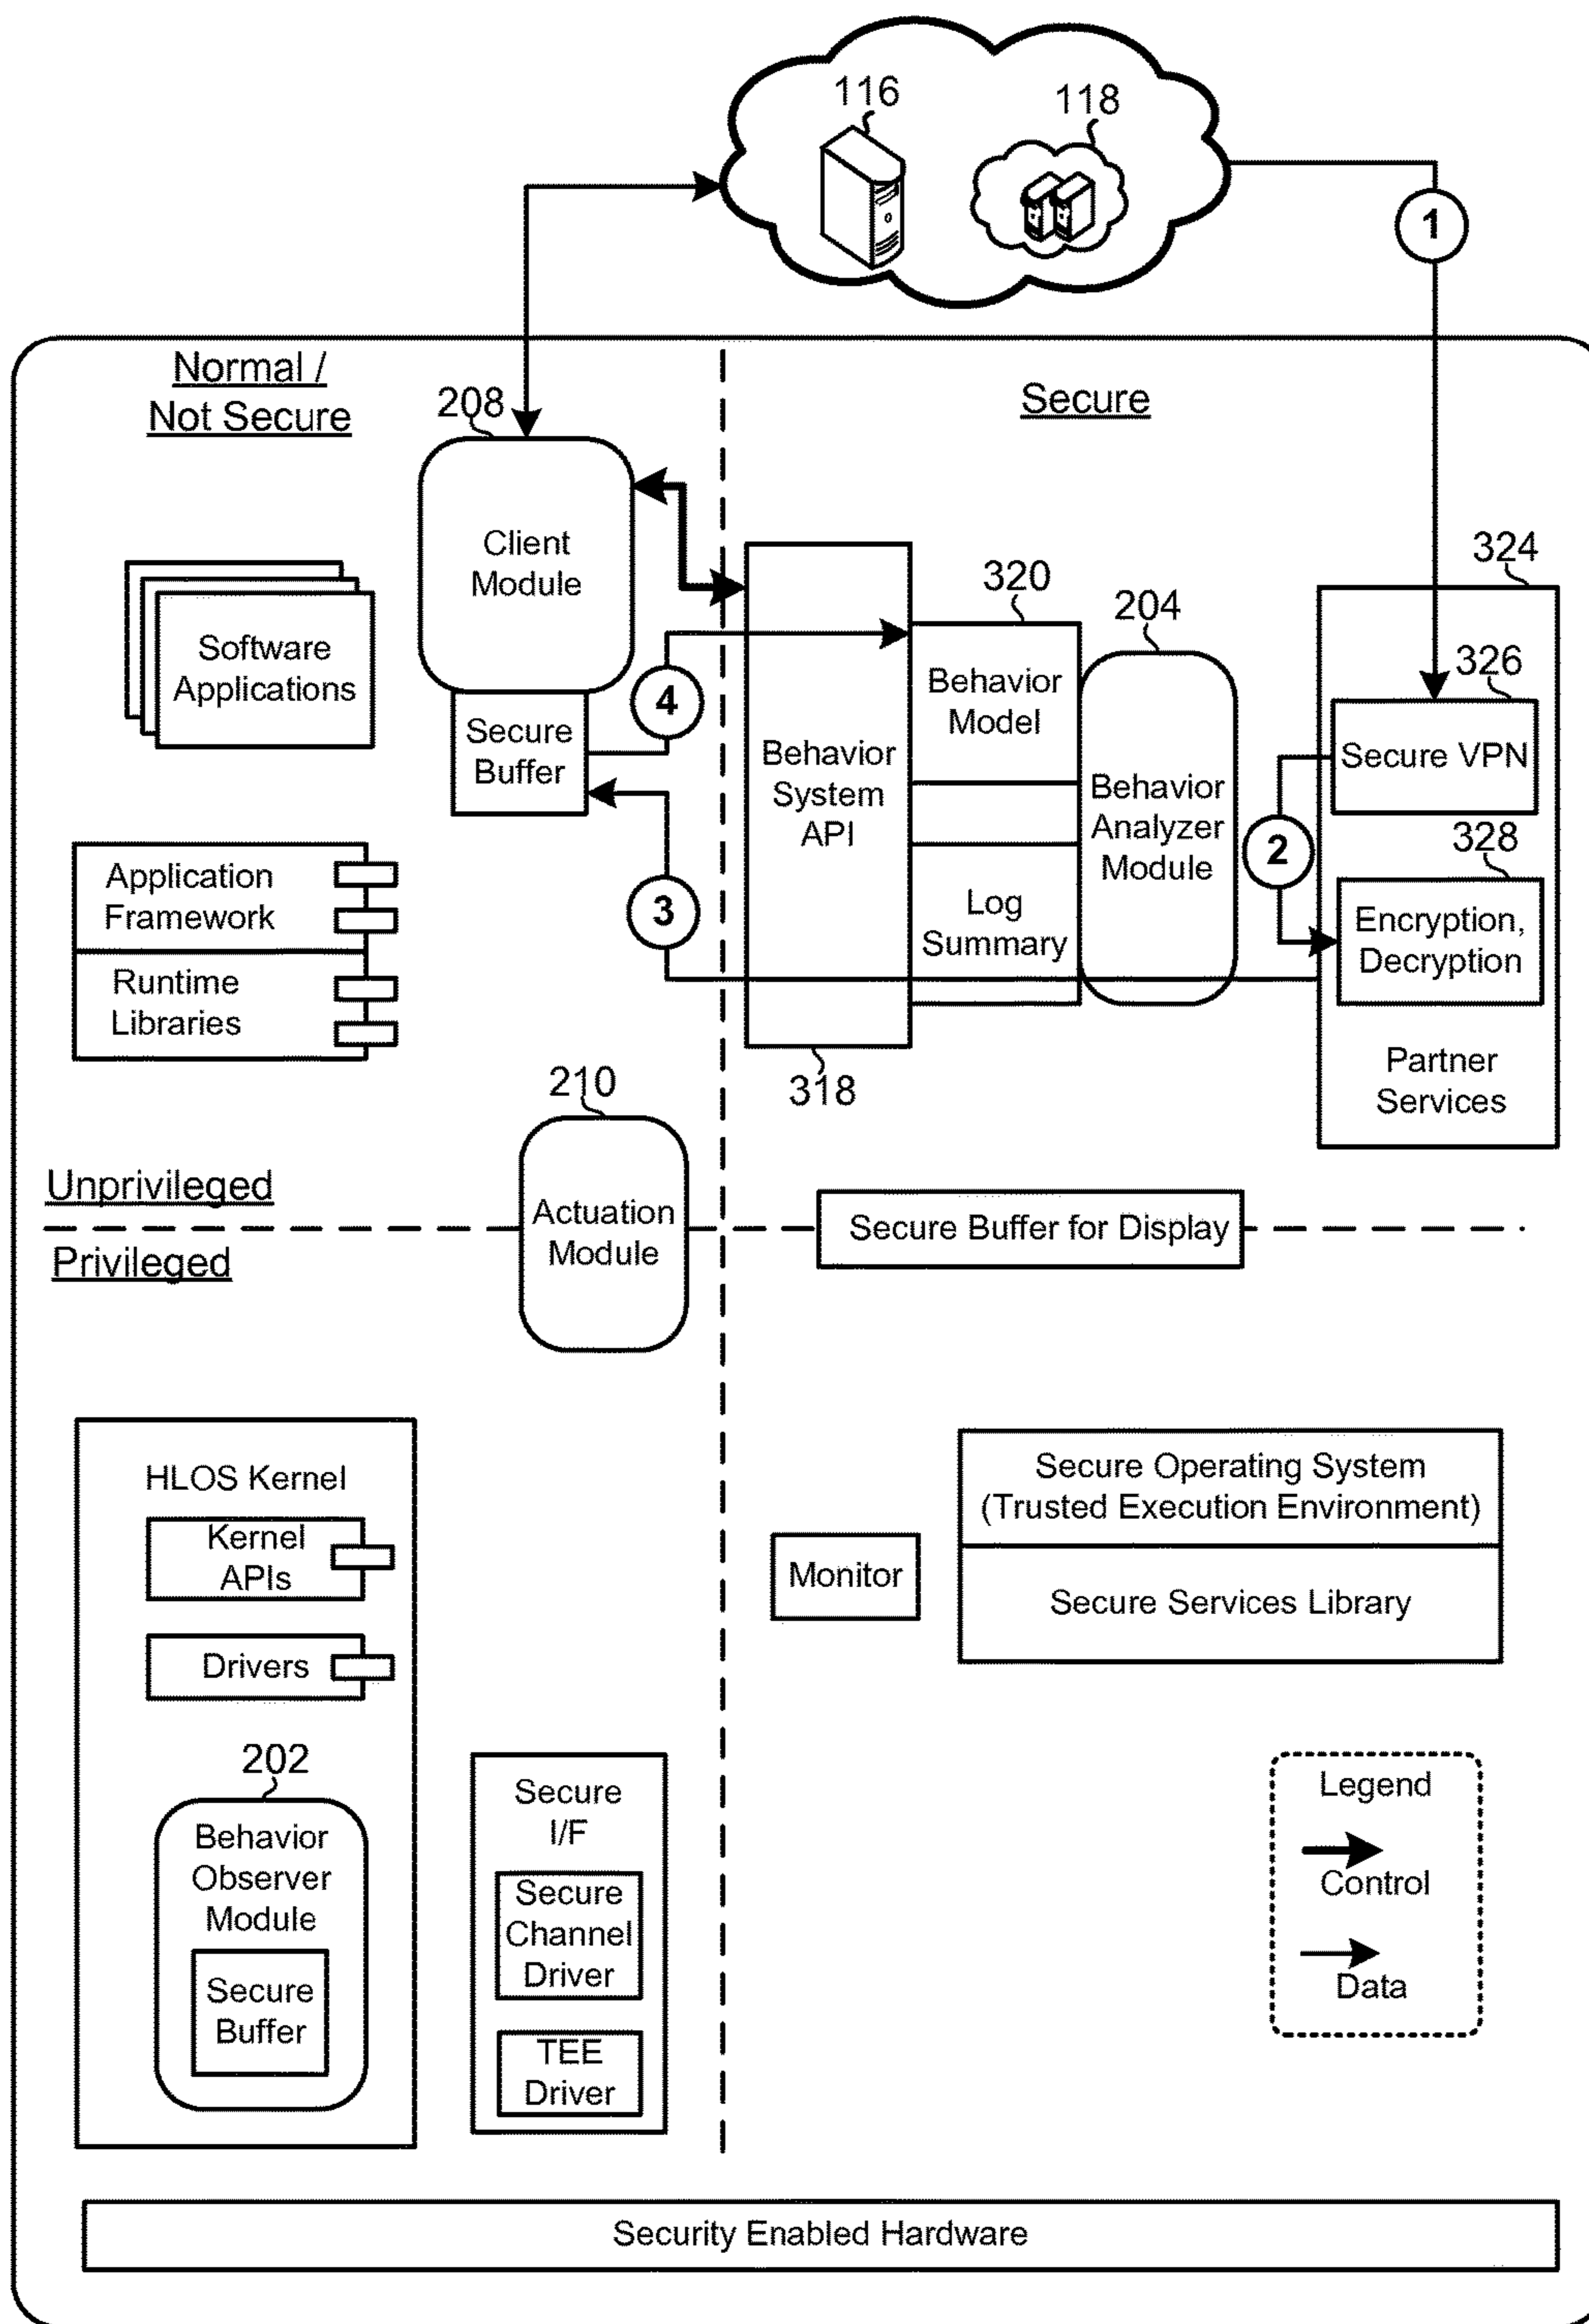 116
118
1
Normal /
Not Secure
Secure
208
Client
Module
324
320
204
Software
Applications
326
Behavior
Model
4
Secure
Buffer
Behavior
System
API
Behavior
Analyzer
Module
Secure VPN
2
328
Application
Framework
3
Log
Summary
Encryption,
Decryption
Runtime
Libraries
318
Partner
Services
210
Unprivileged
Actuation
Module
Secure Buffer for Display
Privileged
HLOS Kernel
Kernel
APIs
Drivers
Secure Operating System
(Trusted Execution Environment)
Monitor
Secure Services Library
202
Behavior
Observer
Module
Secure
Buffer
Secure
I/F
Secure
Channel
Driver
TEE
Driver
Legend
Control
Data
Security Enabled Hardware